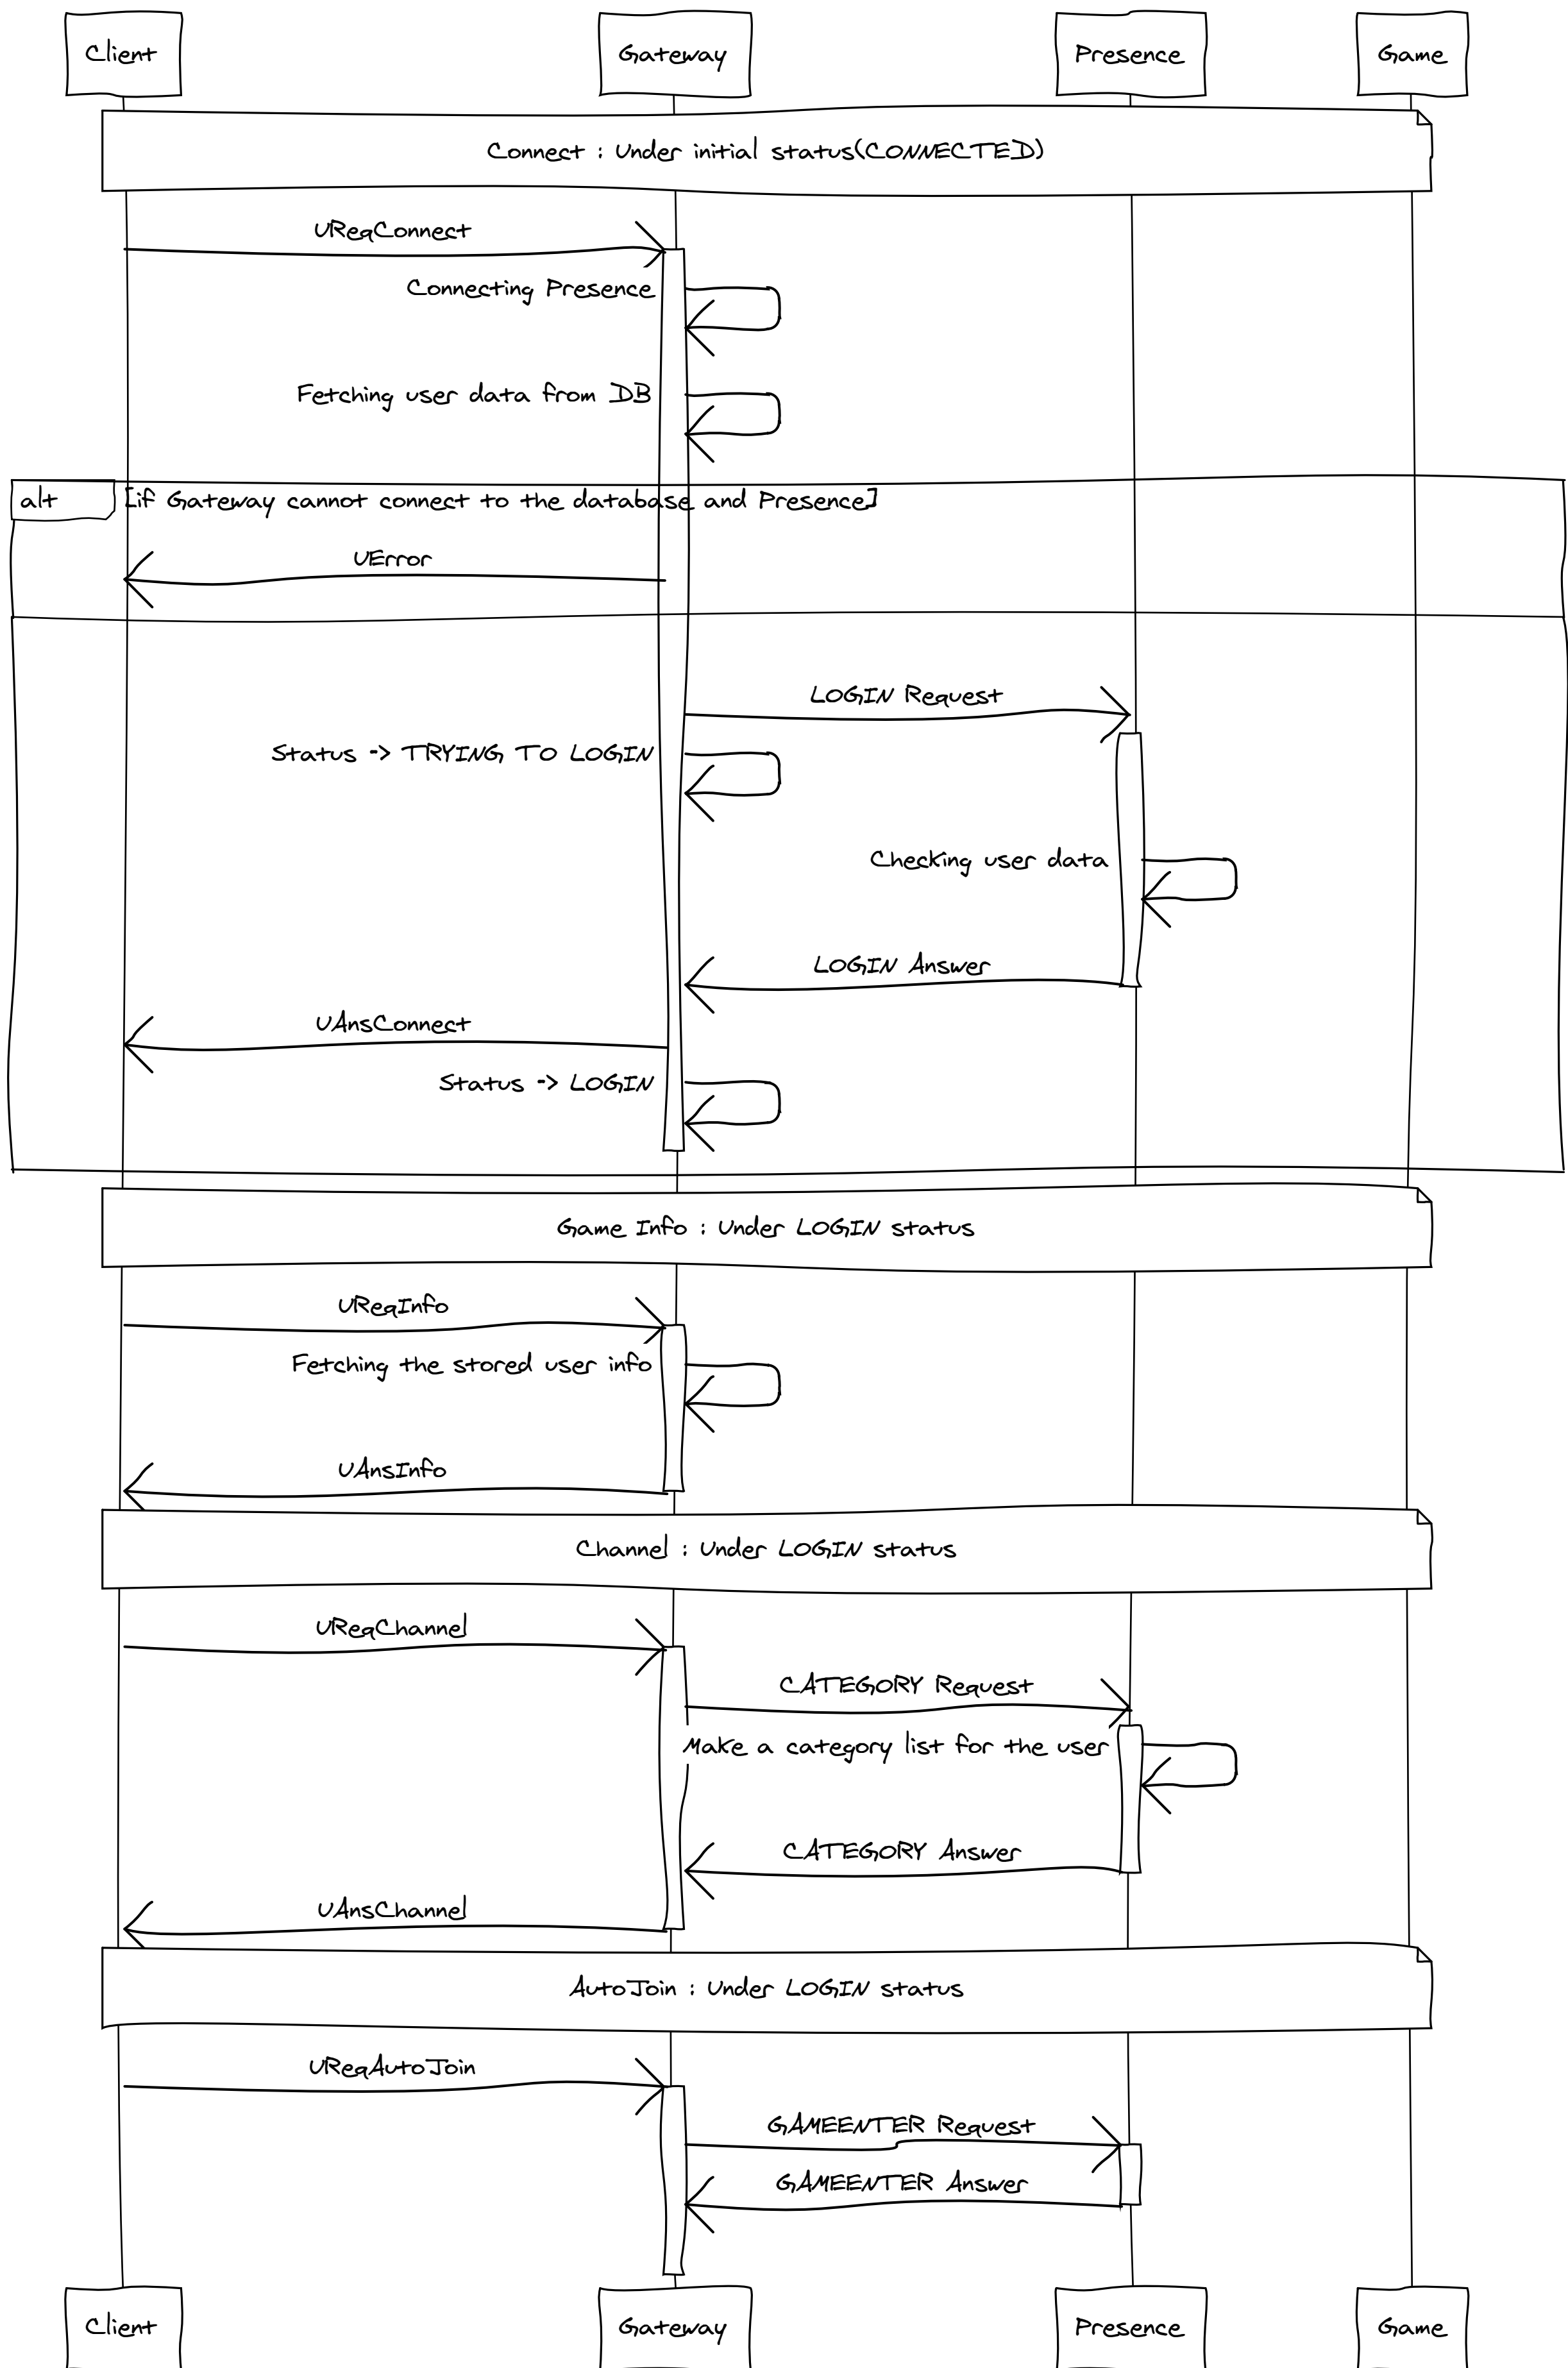 Client
Gateway
Presence
Game
Connect : Under initial status(CONNECTED)
UReqConnect
Connecting Presence
Fetching user data from DB
alt
[if Gateway cannot connect to the database and Presence]
UError
LOGIN Request
Status -> TRYING TO LOGIN
Checking user data
LOGIN Answer
UAnsConnect
Status -> LOGIN
Game Info : Under LOGIN status
UReqInfo
Fetching the stored user info
UAnsInfo
Channel : Under LOGIN status
UReqChannel
CATEGORY Request
Make a category list for the user
CATEGORY Answer
UAnsChannel
AutoJoin : Under LOGIN status
UReqAutoJoin
GAMEENTER Request
GAMEENTER Answer
Client
Gateway
Presence
Game